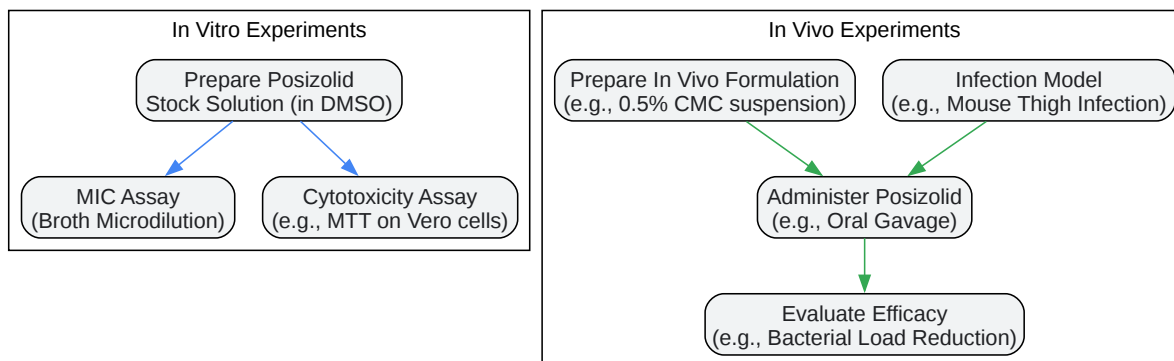 In Vitro Experiments
Prepare Posizolid
Stock Solution (in DMSO)
MIC Assay
(Broth Microdilution)
Cytotoxicity Assay
(e.g., MTT on Vero cells)
In Vivo Experiments
Prepare In Vivo Formulation
(e.g., 0.5% CMC suspension)
Infection Model
(e.g., Mouse Thigh Infection)
Administer Posizolid
(e.g., Oral Gavage)
Evaluate Efficacy
(e.g., Bacterial Load Reduction)